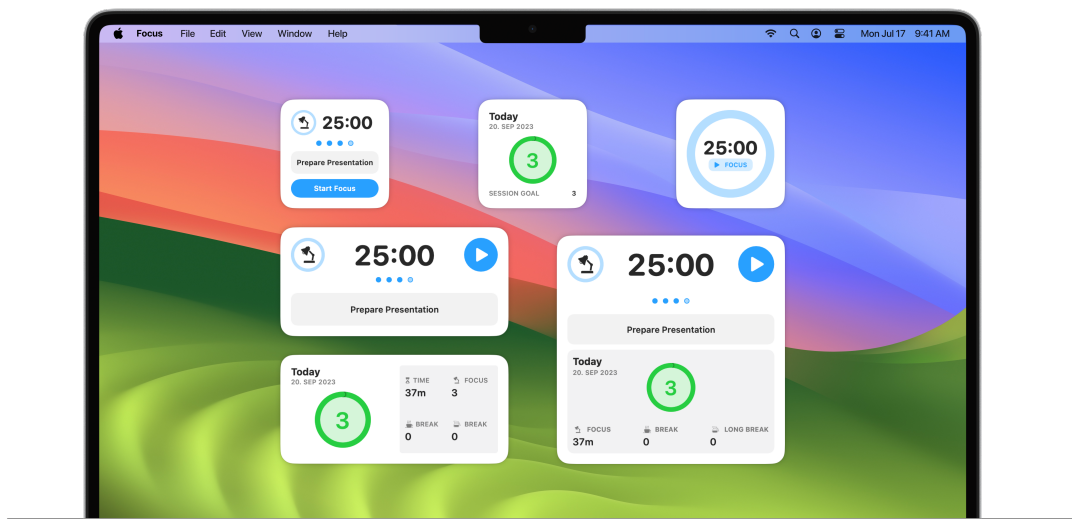 Focus File Edit View Window Help Mon Jul 17 9:41 AM
25:00
Prepare Presentation
Start Focus
Today
20. SEP 2023
3
SESSION GOAL 3
25:00
FOCUS
25:00
Prepare Presentation
25:00
Prepare Presentation
Today
20. SEP 2023
3
FOCUS BREAK LONG BREAK
37m 0 0
Today
20. SEP 2023
3
TIME FOCUS
37m 3
BREAK BREAK
0 0